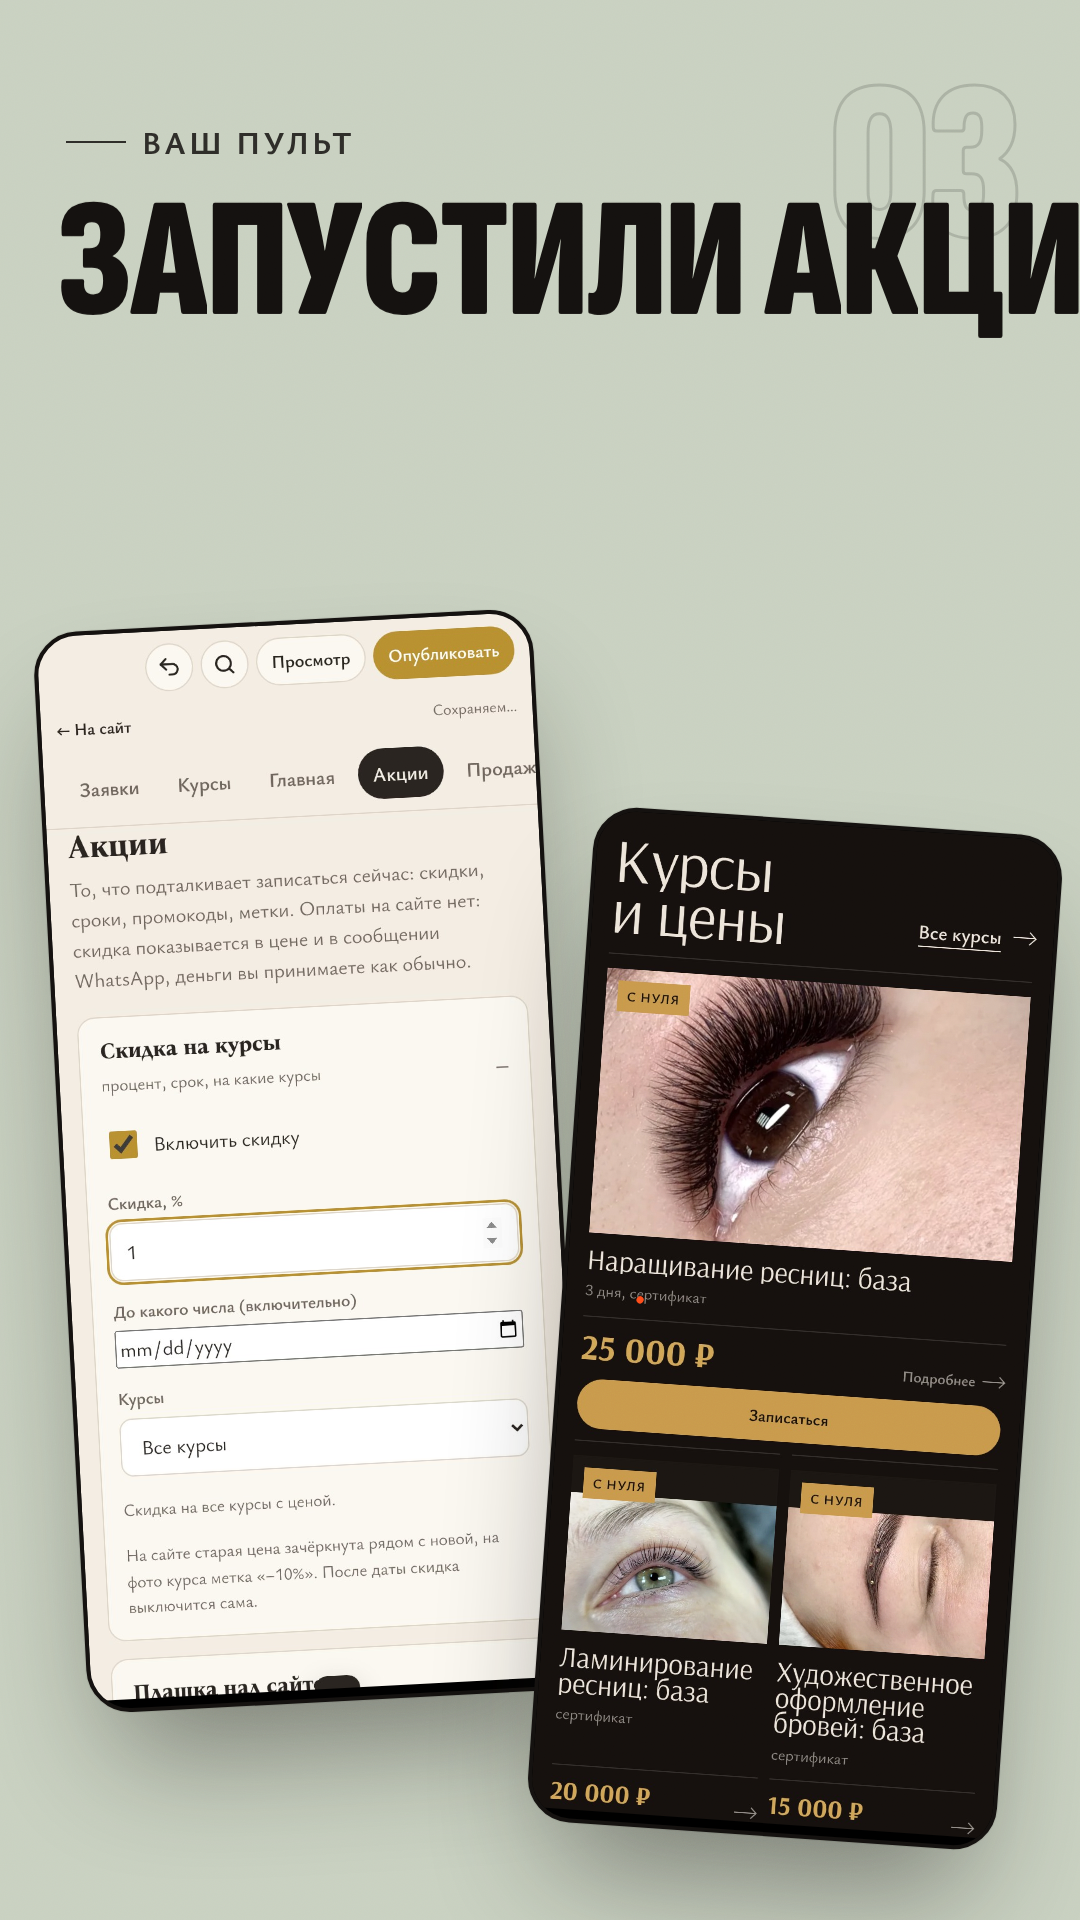 03
ВАШ ПУЛЬТ
ЗАПУСТИЛИ АКЦИ
Просмотр
Опубликовать
← На сайт
Сохраняем...
Заявки
Курсы
Главная
Акции
Продаж
Акции
То, что подталкивает записаться сейчас: скидки,
сроки, промокоды, метки. Оплаты на сайте нет:
скидка показывается в цене и в сообщении
WhatsApp, деньги вы принимаете как обычно.
Скидка на курсы
процент, срок, на какие курсы
–
Включить скидку
Скидка, %
1
До какого числа (включительно)
mm/dd/yyyy
Курсы
Все курсы
Скидка на все курсы с ценой.
На сайте старая цена зачёркнута рядом с новой, на
фото курса метка «−10%». После даты скидка
выключится сама.
Плашка над сайт
Курсы
и цены
Все курсы →
С НУЛЯ
Наращивание ресниц: база
3 дня, сертификат
25 000 ₽
Подробнее →
Записаться
С НУЛЯ
Ламинирование
ресниц: база
сертификат
20 000 ₽ →
С НУЛЯ
Художественное
оформление
бровей: база
сертификат
15 000 ₽ →